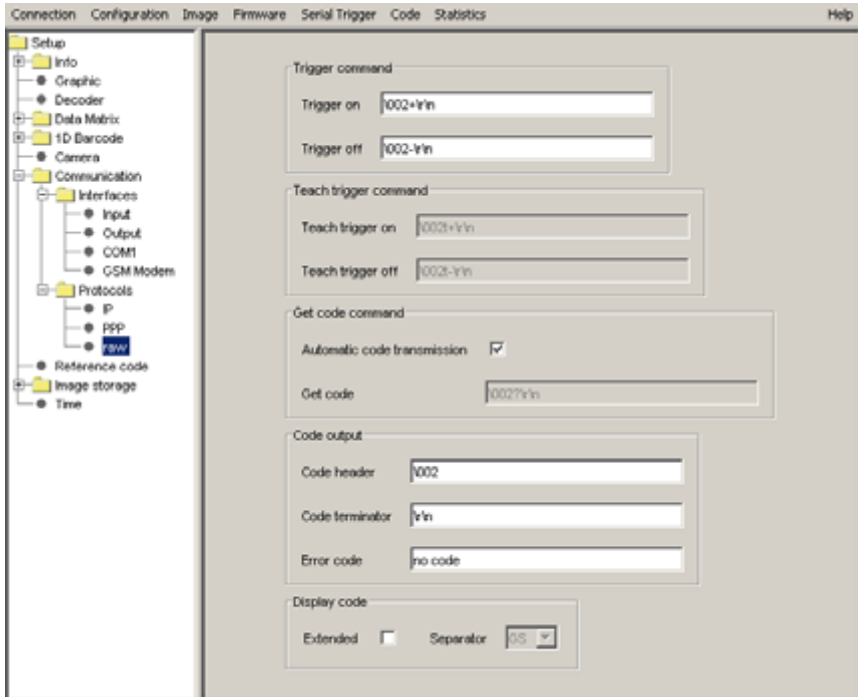 Connection Configuration Image Firmware Serial Trigger Code Statistics Help
Setup
Info
Graphic
Decoder
Data Matrix
1D Barcode
Camera
Communication
Interfaces
Input
Output
COM1
GSM Modem
Protocols
IP
PPP
raw
Reference code
Image storage
Time
Trigger command
Trigger on \002+\r\n
Trigger off \002-\r\n
Teach trigger command
Teach trigger on \002t+\r\n
Teach trigger off \002t-\r\n
Get code command
Automatic code transmission
Get code \002?\r\n
Code output
Code header \002
Code terminator \r\n
Error code no code
Display code
Extended Separator GS